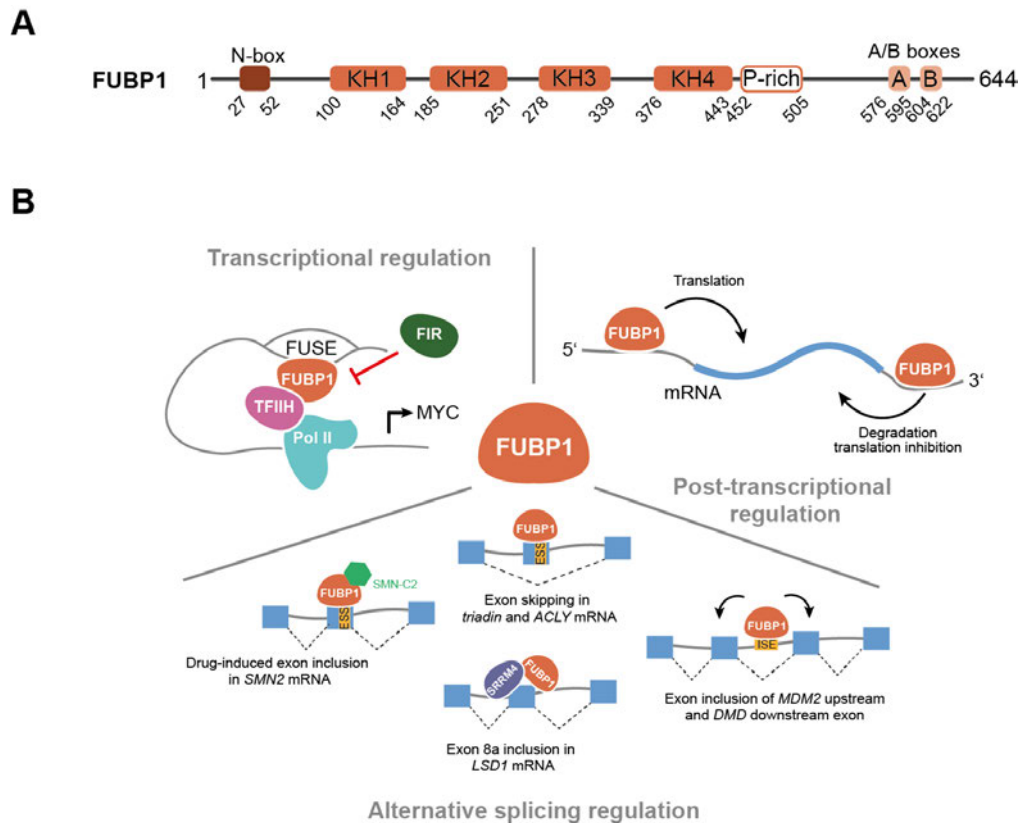 A
N-box
A/B boxes
FUBP1 1 KH1 KH2 KH3 KH4 P-rich A B 644
27 52 100 164 185 251 278 339 376 443 452 505 576 595 604 622
B
Transcriptional regulation
FUSE
FUBP1
TFIIH
Pol II
FIR
MYC
Translation
FUBP1
5‘
mRNA
FUBP1
3‘
Degradation
translation inhibition
FUBP1
Post-transcriptional
regulation
FUBP1
SMN-C2
ESS
Drug-induced exon inclusion
in SMN2 mRNA
FUBP1
ESS
Exon skipping in
triadin and ACLY mRNA
SRRM4
FUBP1
Exon 8a inclusion in
LSD1 mRNA
FUBP1
ISE
Exon inclusion of MDM2 upstream
and DMD downstream exon
Alternative splicing regulation